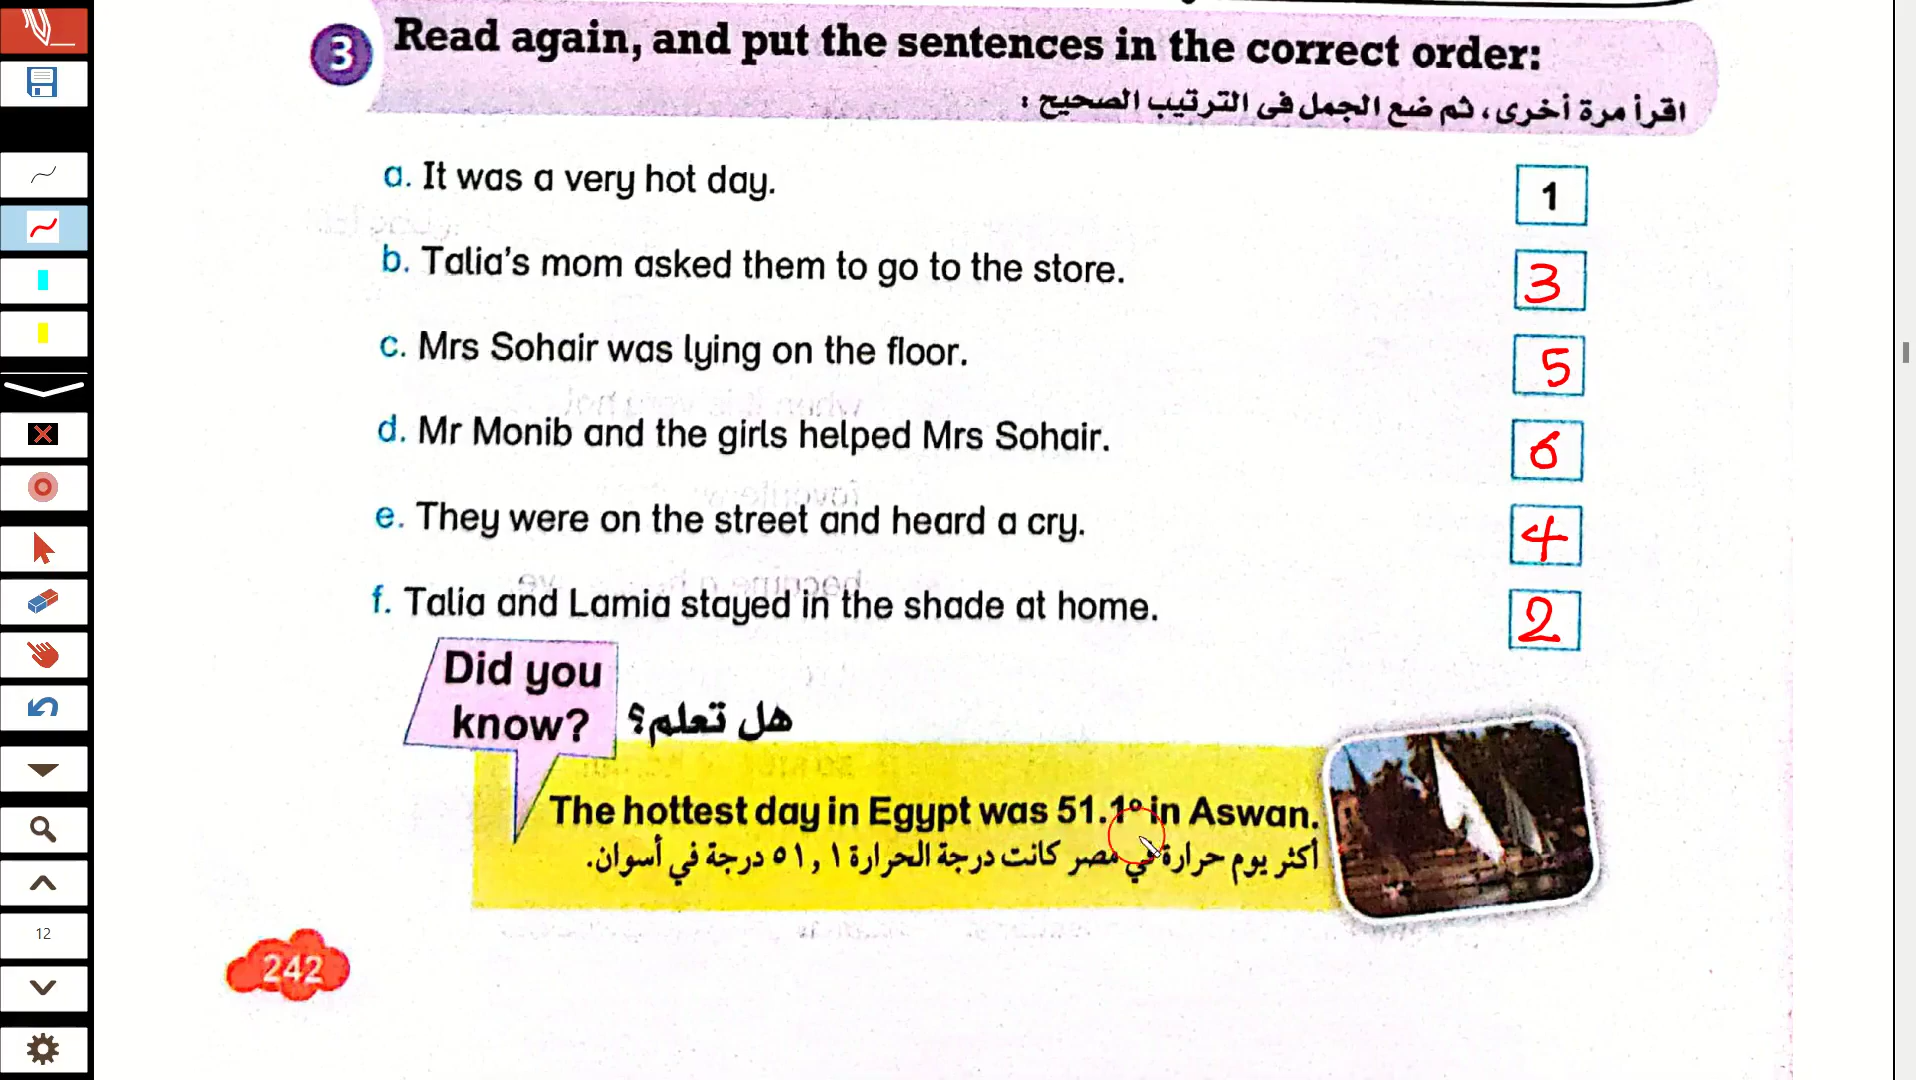 3 Read again, and put the sentences in the correct order:
اقرأ مرة أخرى، ثم ضع الجمل فى الترتيب الصحيح :
a. It was a very hot day. 1
b. Talia's mom asked them to go to the store. 3
c. Mrs Sohair was lying on the floor. 5
d. Mr Monib and the girls helped Mrs Sohair. 6
e. They were on the street and heard a cry. 4
f. Talia and Lamia stayed in the shade at home. 2
Did you
know?
هل تعلم؟
The hottest day in Egypt was 51.1º in Aswan.
أكثر يوم حرارة في مصر كانت درجة الحرارة ٥١,١ درجة في أسوان.
242
12